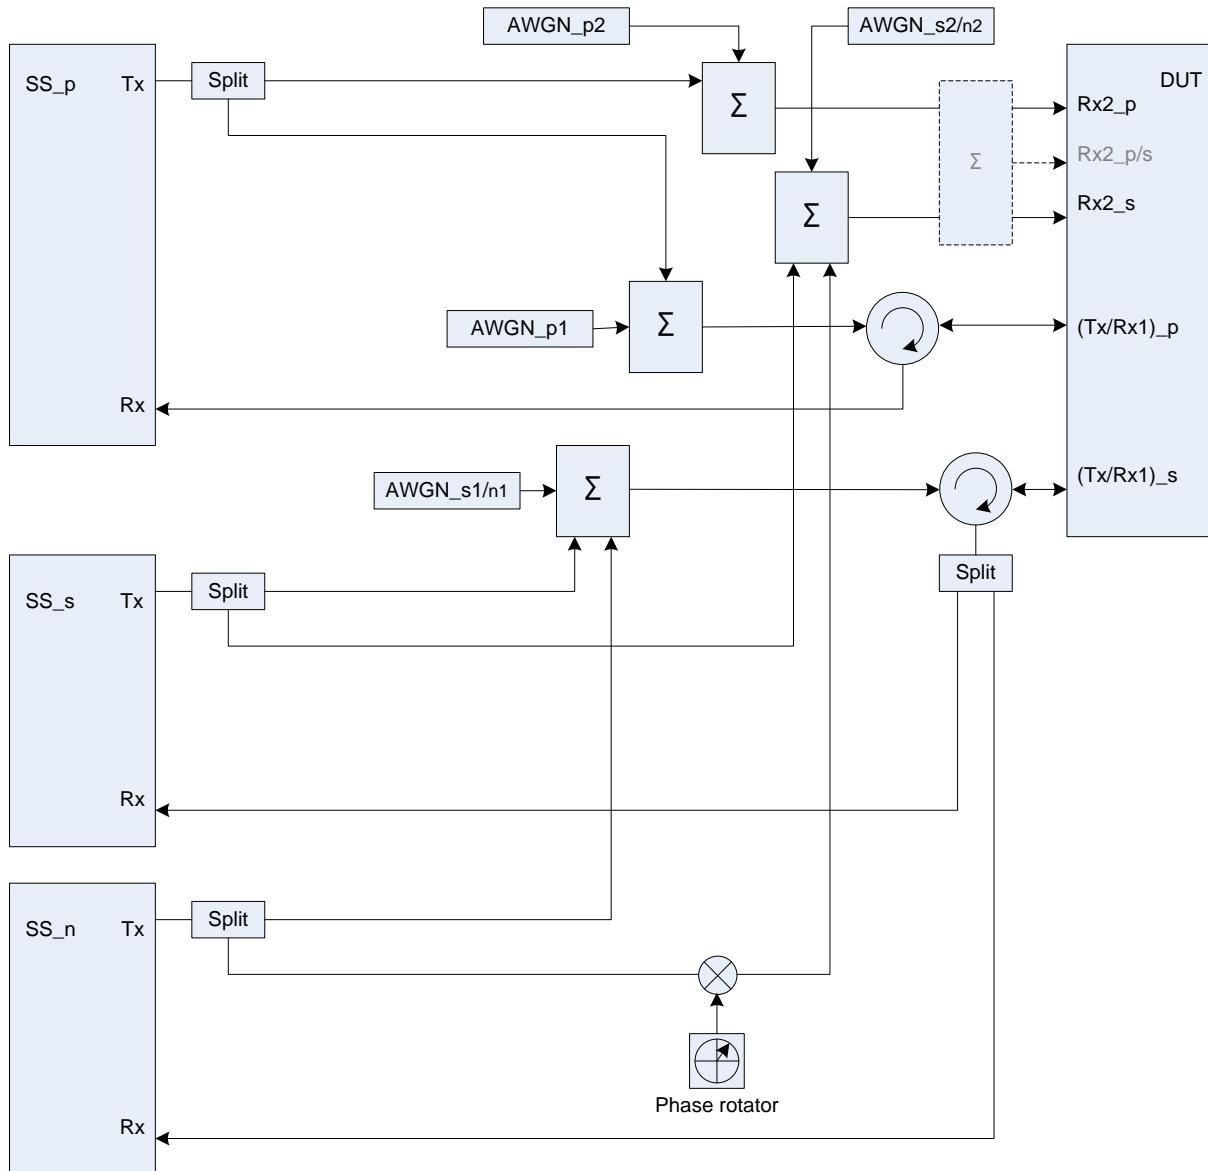 AWGN_p2
AWGN_s2/n2
SS_p
Tx
Split
Σ
DUT
Rx2_p
Σ
Rx2_p/s
Σ
Rx2_s
AWGN_p1
Σ
(Tx/Rx1)_p
Rx
AWGN_s1/n1
Σ
(Tx/Rx1)_s
Split
SS_s
Tx
Split
Rx
SS_n
Tx
Split
Phase rotator
Rx